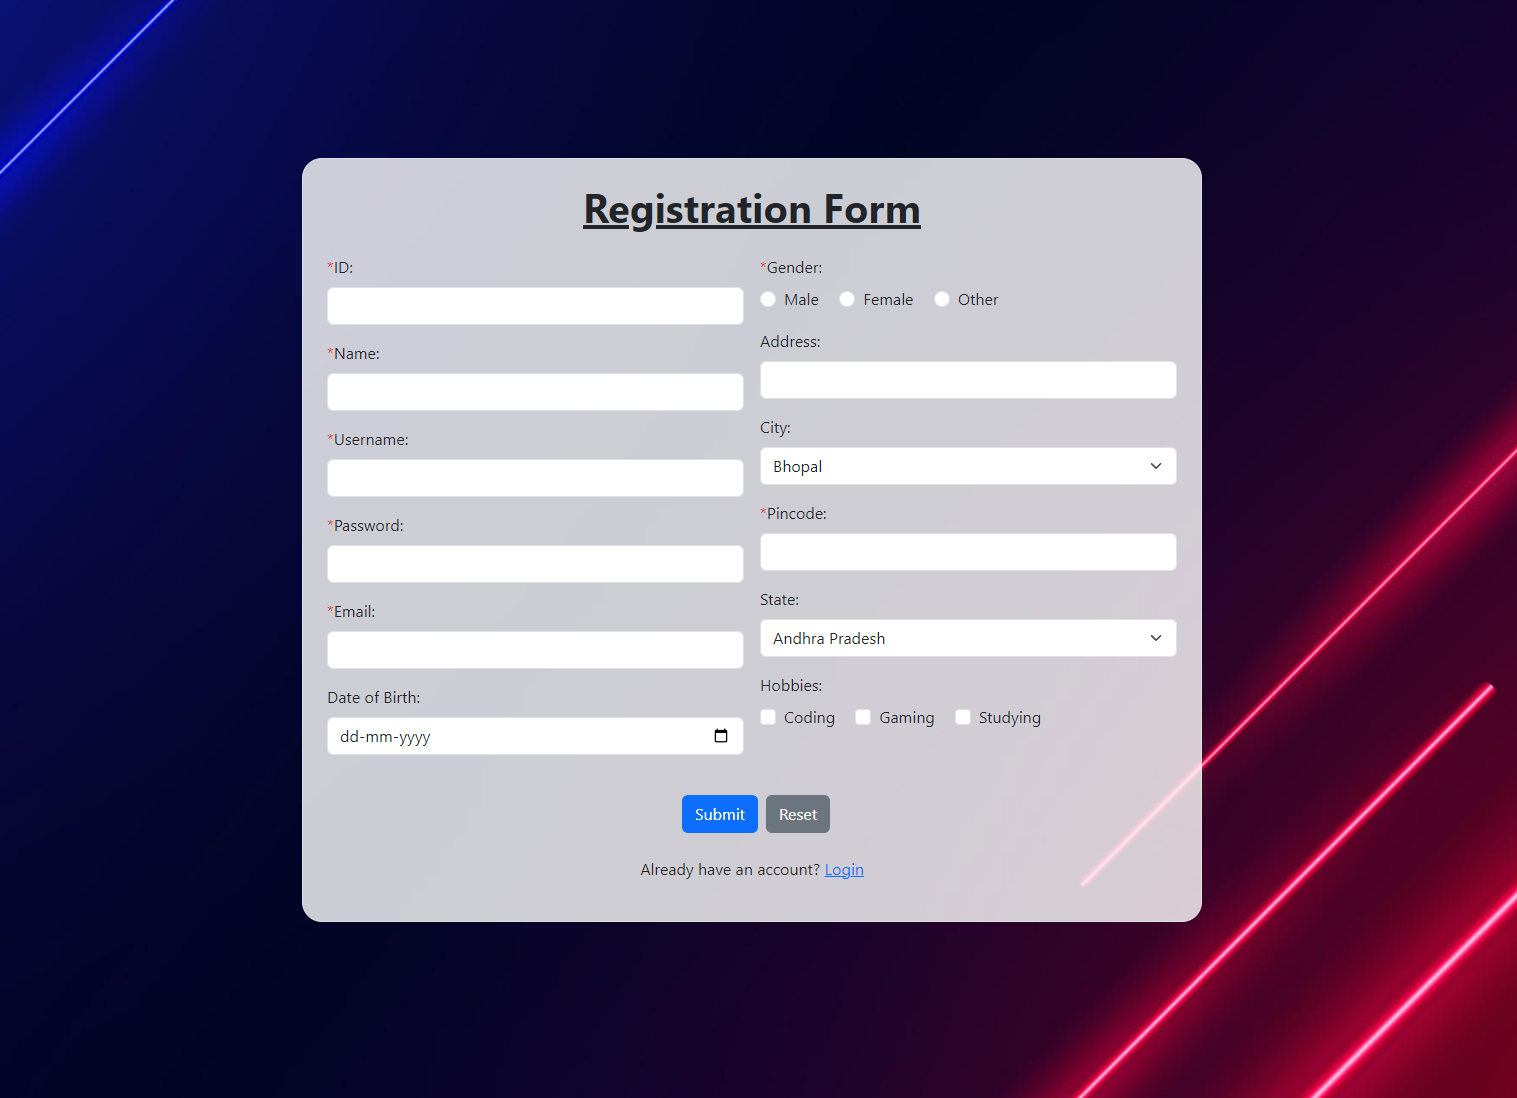 Registration Form
*ID:
*Name:
*Username:
*Password:
*Email:
Date of Birth:
dd-mm-yyyy
*Gender:
Male Female Other
Address:
City:
Bhopal
*Pincode:
State:
Andhra Pradesh
Hobbies:
Coding Gaming Studying
Submit Reset
Already have an account? Login